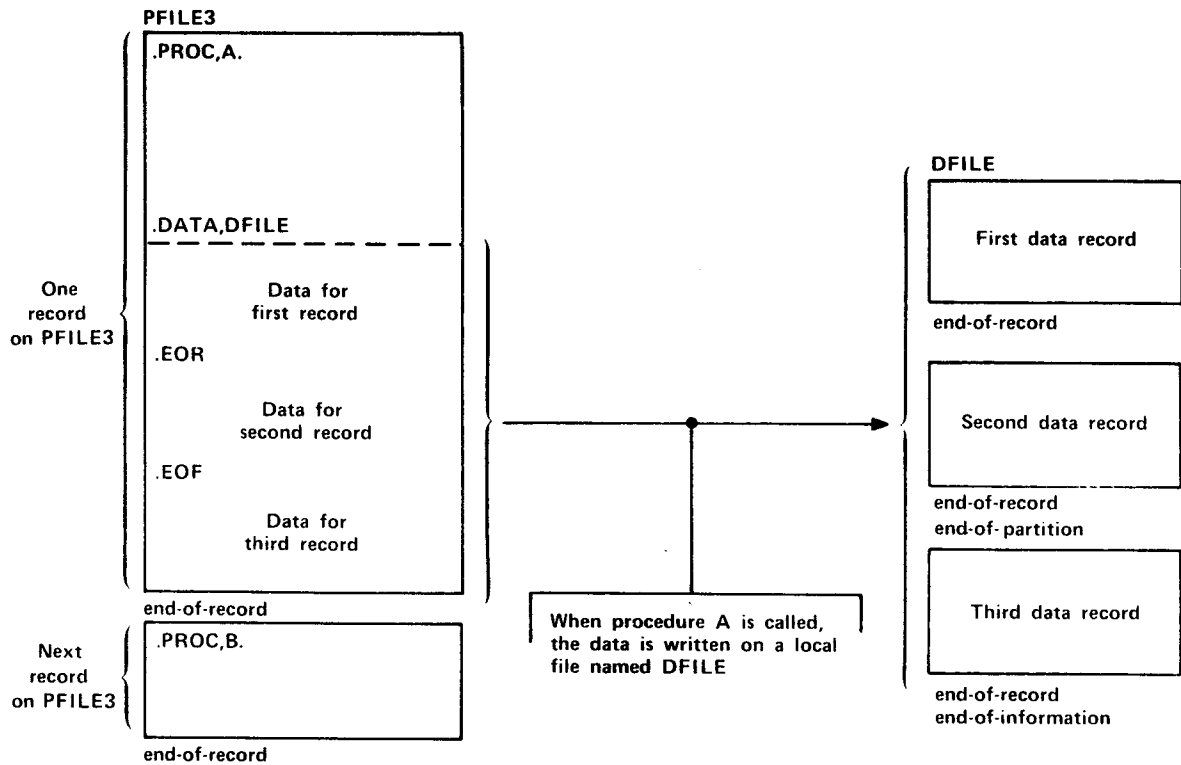 PFILE3
.PROC,A.
.DATA,DFILE
One
record
on PFILE3
Data for
first record
.EOR
Data for
second record
.EOF
Data for
third record
end-of-record
Next
record
on PFILE3
.PROC,B.
end-of-record
When procedure A is called,
the data is written on a local
file named DFILE
DFILE
First data record
end-of-record
Second data record
end-of-record
end-of-partition
Third data record
end-of-record
end-of-information